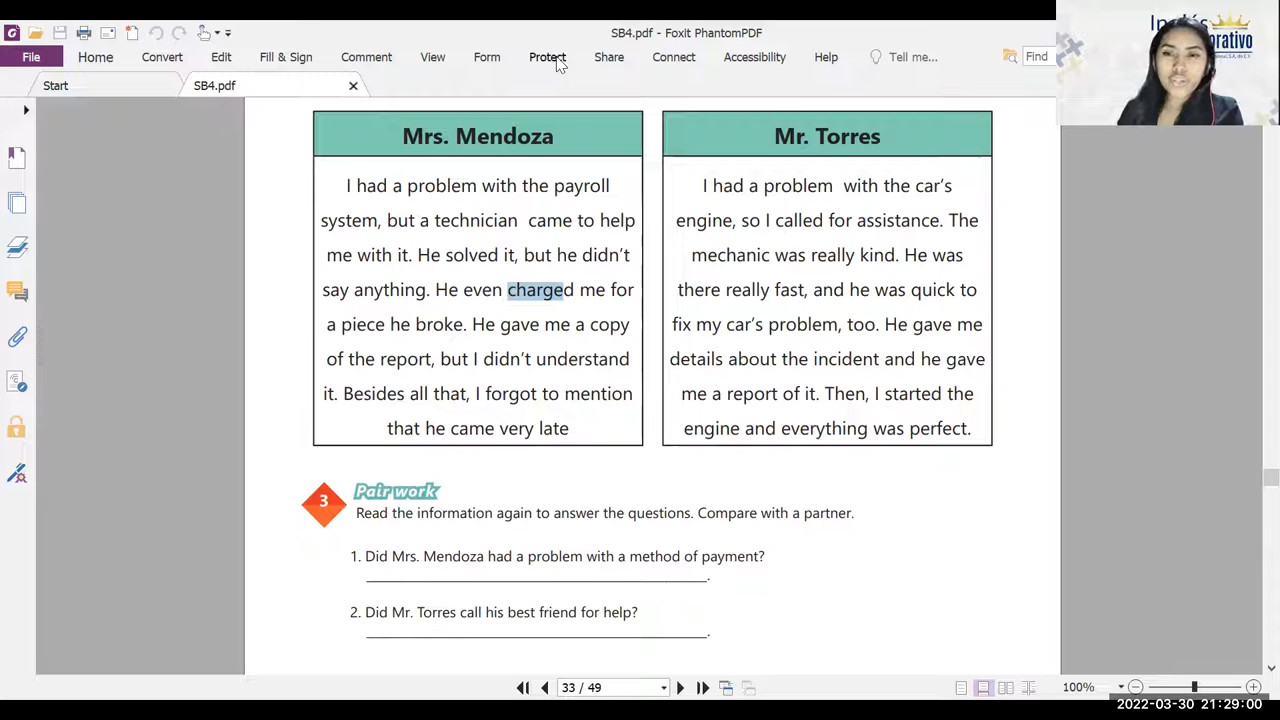 SB4.pdf - Foxit PhantomPDF
File Home Convert Edit Fill & Sign Comment View Form Protect Share Connect Accessibility Help Tell me... Find
Start SB4.pdf
Mrs. Mendoza
I had a problem with the payroll
system, but a technician came to help
me with it. He solved it, but he didn't
say anything. He even charged me for
a piece he broke. He gave me a copy
of the report, but I didn't understand
it. Besides all that, I forgot to mention
that he came very late
Mr. Torres
I had a problem with the car's
engine, so I called for assistance. The
mechanic was really kind. He was
there really fast, and he was quick to
fix my car's problem, too. He gave me
details about the incident and he gave
me a report of it. Then, I started the
engine and everything was perfect.
3 Pair work
Read the information again to answer the questions. Compare with a partner.
1. Did Mrs. Mendoza had a problem with a method of payment?
2. Did Mr. Torres call his best friend for help?
33 / 49
100%
2022-03-30 21:29:00